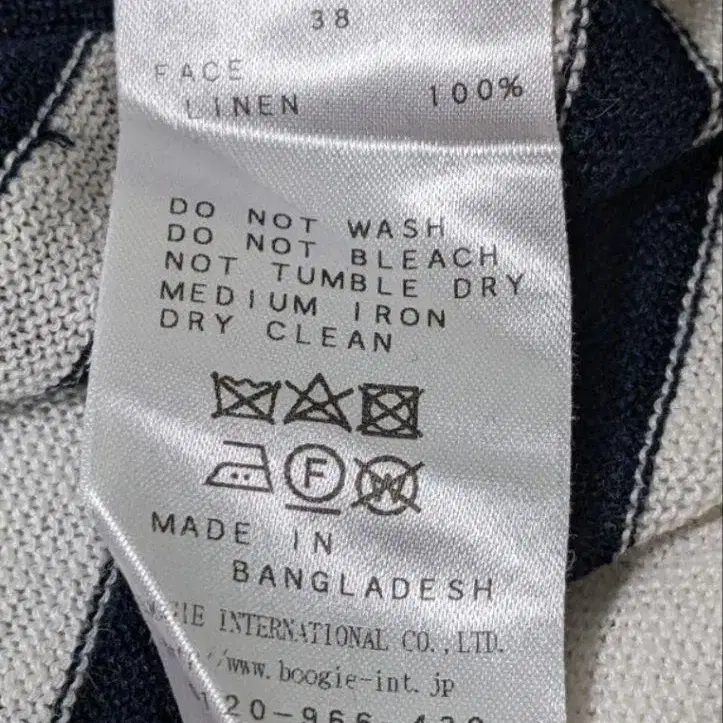 38
FACE
LINEN 100%
DO NOT WASH
DO NOT BLEACH
NOT TUMBLE DRY
MEDIUM IRON
DRY CLEAN
F W
MADE IN
BANGLADESH
INTERNATIONAL CO.,LTD.
www.boogie-int.jp